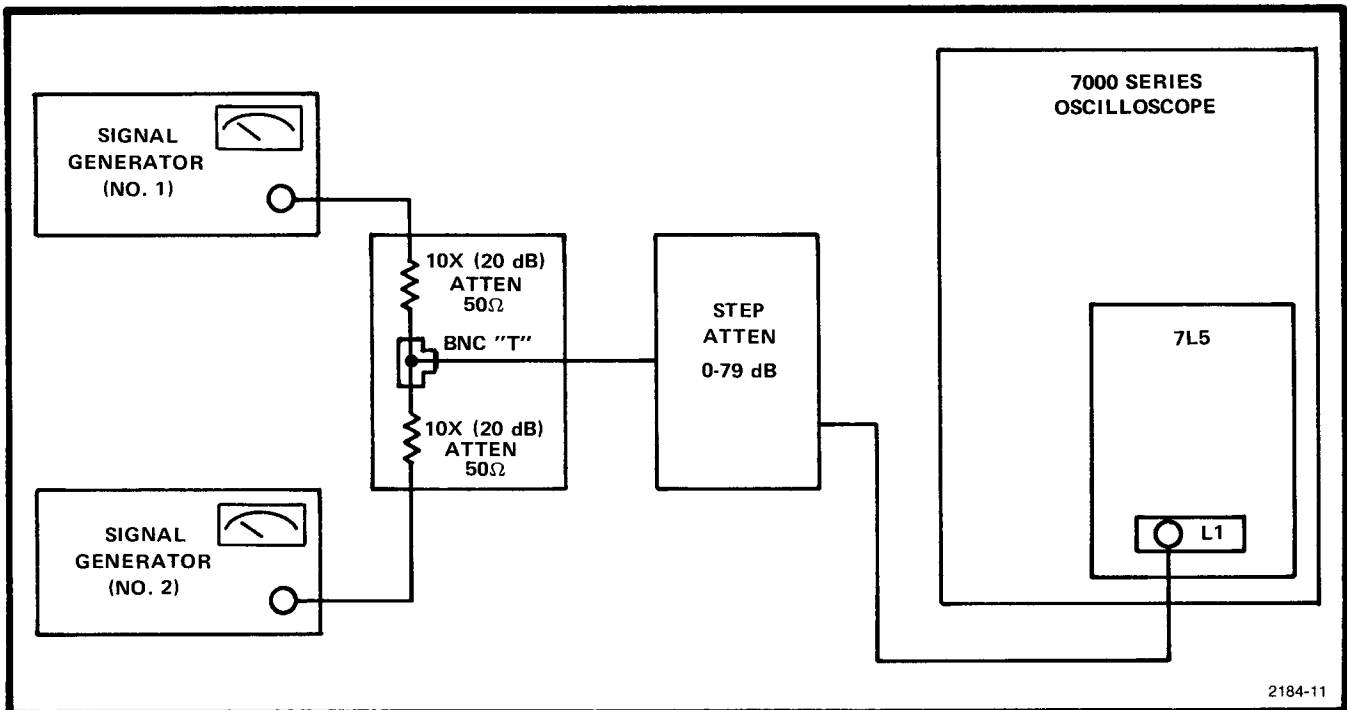 7000 SERIES
OSCILLOSCOPE
SIGNAL
GENERATOR
(NO. 1)
10X (20 dB)
ATTEN
50Ω
BNC "T"
10X (20 dB)
ATTEN
50Ω
STEP
ATTEN
0-79 dB
7L5
L1
SIGNAL
GENERATOR
(NO. 2)
2184-11